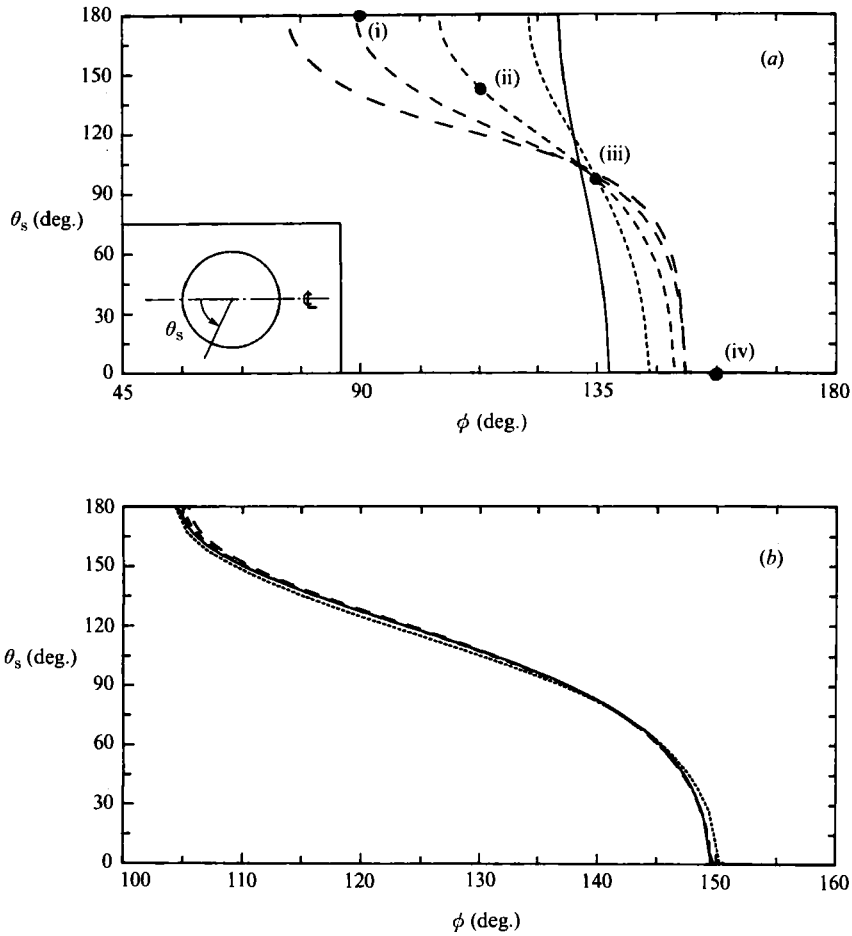 180
(i)
(a)
150
(ii)
120
(iii)
θs (deg.)
90
60
30
θs
℄
(iv)
0
45 90 135 180
ϕ (deg.)
180
(b)
150
120
θs (deg.)
90
60
30
0
100 110 120 130 140 150 160
ϕ (deg.)